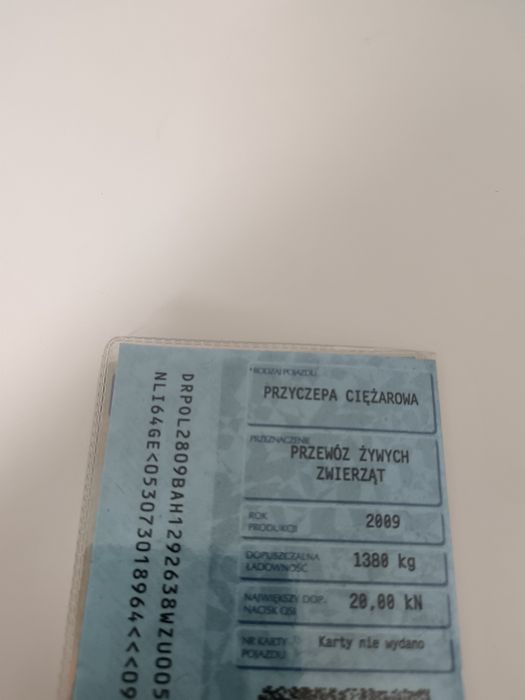 * RODZAJ POJAZDU
PRZYCZEPA CIĘŻAROWA
PRZEZNACZENIE
PRZEWÓZ ŻYWYCH
ZWIERZĄT
ROK
PRODUKCJI
2009
DOPUSZCZALNA
ŁADOWNOŚĆ
1380 kg
NAJWIĘKSZY DOP.
NACISK OSI
20,00 kN
NR KARTY
POJAZDU
Karty nie wydano
DRPOL2809BAH1292638WZU005
NLI64GE<053073018964<<<09